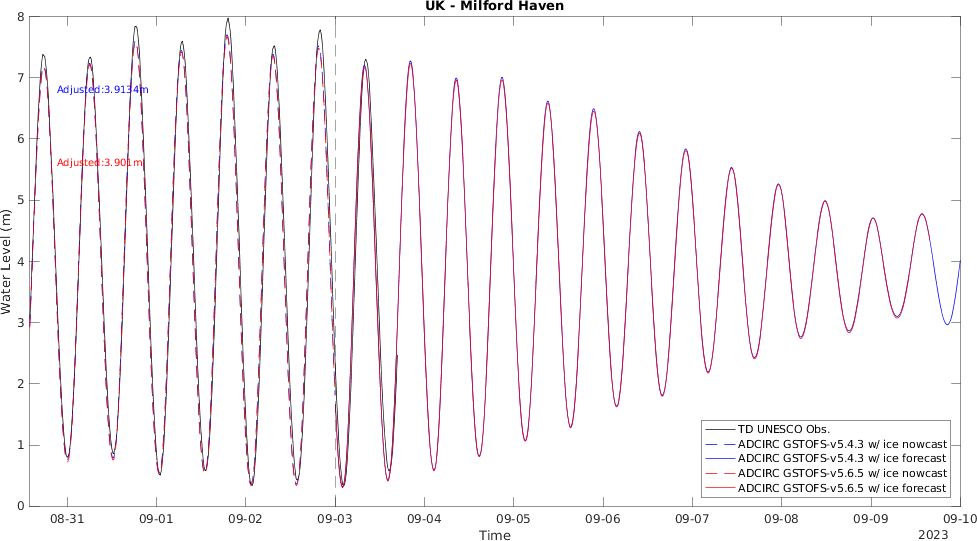 UK - Milford Haven
8
7
6
5
4
3
2
1
0
Water Level (m)
Adjusted:3.9134m
Adjusted:3.901m
TD UNESCO Obs.
ADCIRC GSTOFS-v5.4.3 w/ ice nowcast
ADCIRC GSTOFS-v5.4.3 w/ ice forecast
ADCIRC GSTOFS-v5.6.5 w/ ice nowcast
ADCIRC GSTOFS-v5.6.5 w/ ice forecast
08-31 09-01 09-02 09-03 09-04 09-05 09-06 09-07 09-08 09-09 09-10
Time
2023